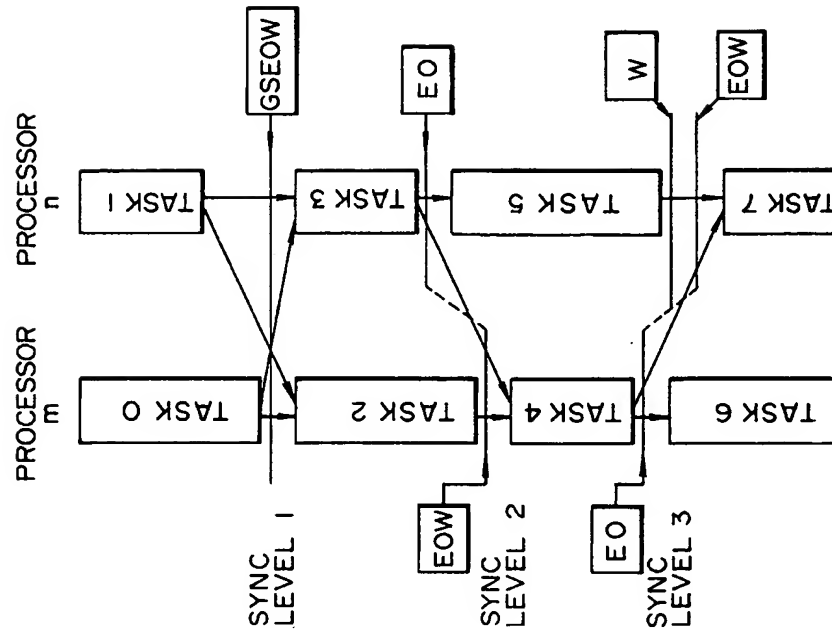 PROCESSOR
m
PROCESSOR
n
TASK 0
TASK 1
GSEOW
SYNC
LEVEL 1
TASK 2
TASK 3
EO
EOW
SYNC
LEVEL 2
TASK 4
TASK 5
W
EOW
EO
SYNC
LEVEL 3
TASK 6
TASK 7